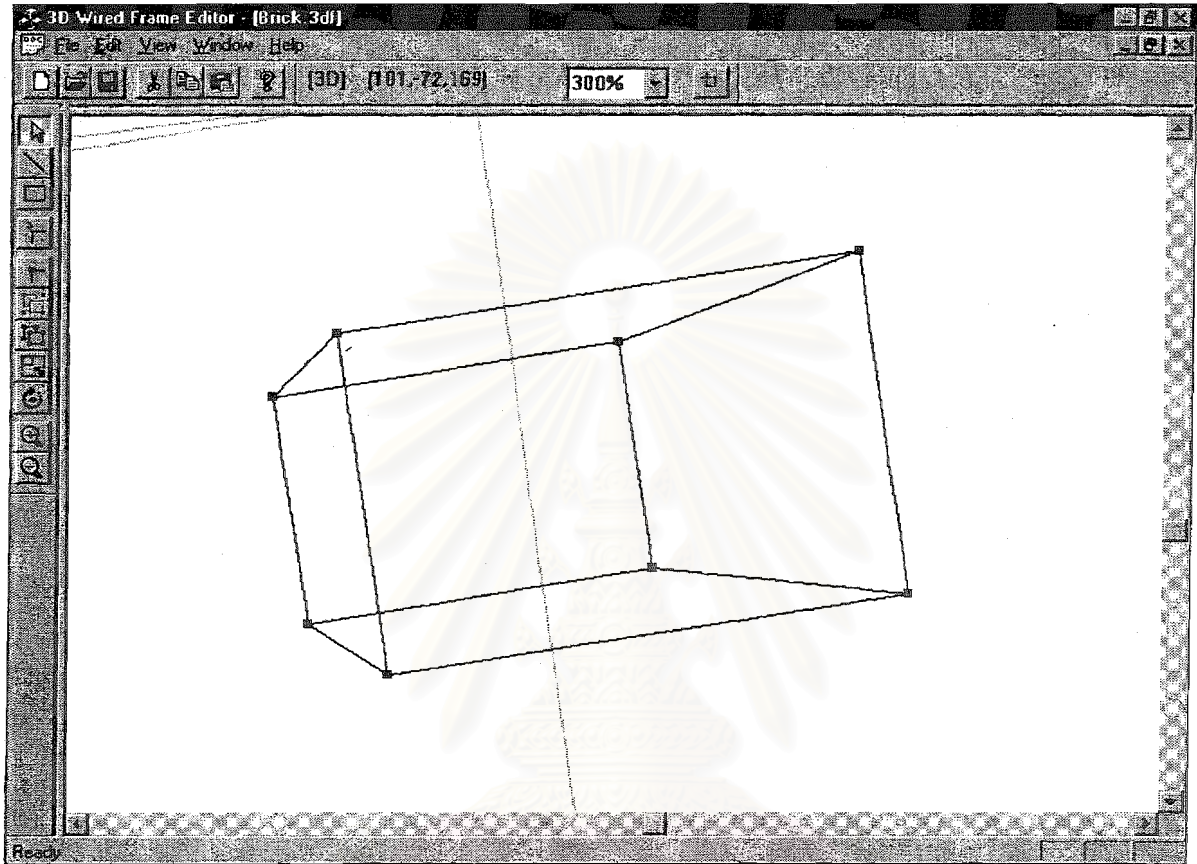 3D Wired Frame Editor - [Brick.3df]
File Edit View Window Help
[3D] [101,-72,169] 300%
Ready